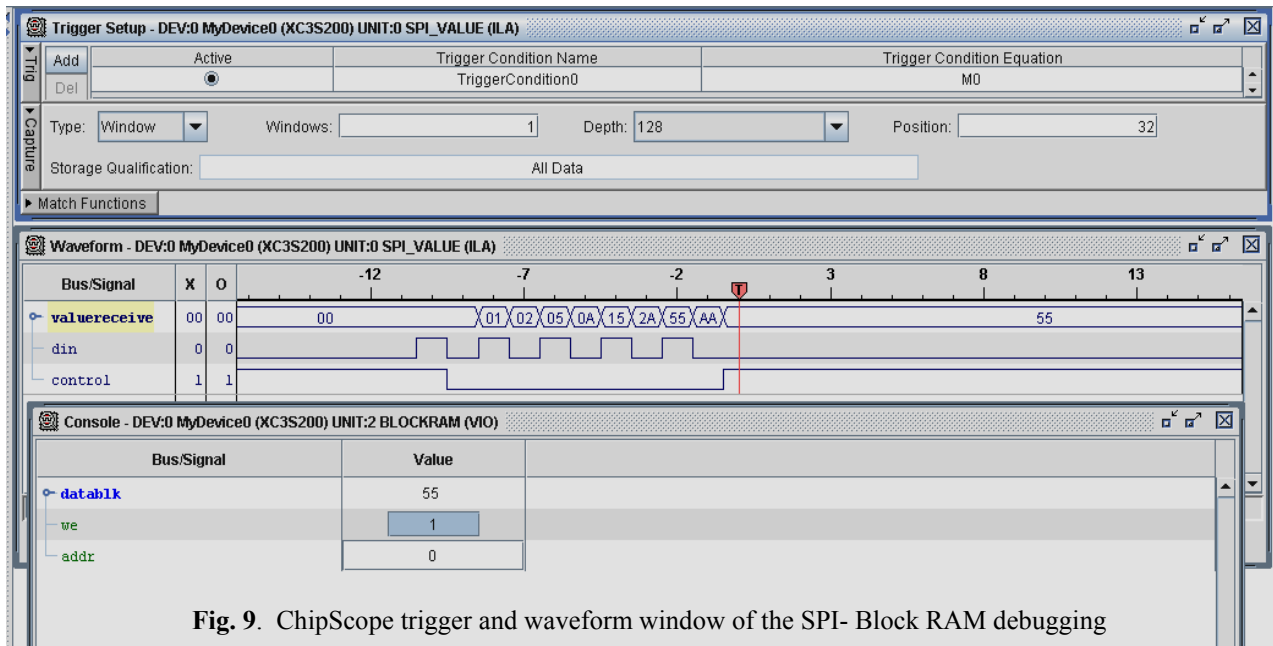 Trigger Setup - DEV:0 MyDevice0 (XC3S200) UNIT:0 SPI_VALUE (ILA)
Trig
Add Active Trigger Condition Name Trigger Condition Equation
Del TriggerCondition0 M0
Capture
Type: Window Windows: 1 Depth: 128 Position: 32
Storage Qualification: All Data
Match Functions
Waveform - DEV:0 MyDevice0 (XC3S200) UNIT:0 SPI_VALUE (ILA)
Bus/Signal X O -12 -7 -2 3 8 13
T
valuereceive 00 00 00 01 02 05 0A 15 2A 55 AA 55
din 0 0
control 1 1
Console - DEV:0 MyDevice0 (XC3S200) UNIT:2 BLOCKRAM (VIO)
Bus/Signal Value
datablk 55
we 1
addr 0
Fig. 9. ChipScope trigger and waveform window of the SPI- Block RAM debugging